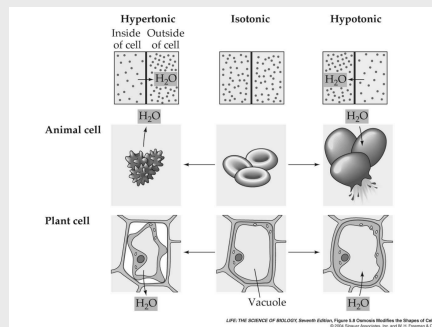 Hypertonic Isotonic Hypotonic
Inside of cell Outside of cell
H2O H2O
H2O H2O
Animal cell
Plant cell
H2O Vacuole H2O
LIFE: THE SCIENCE OF BIOLOGY, Seventh Edition, Figure 5.8 Osmosis Modifies the Shapes of Cel
© 2004 Sinauer Associates, Inc. and W. H. Freeman &